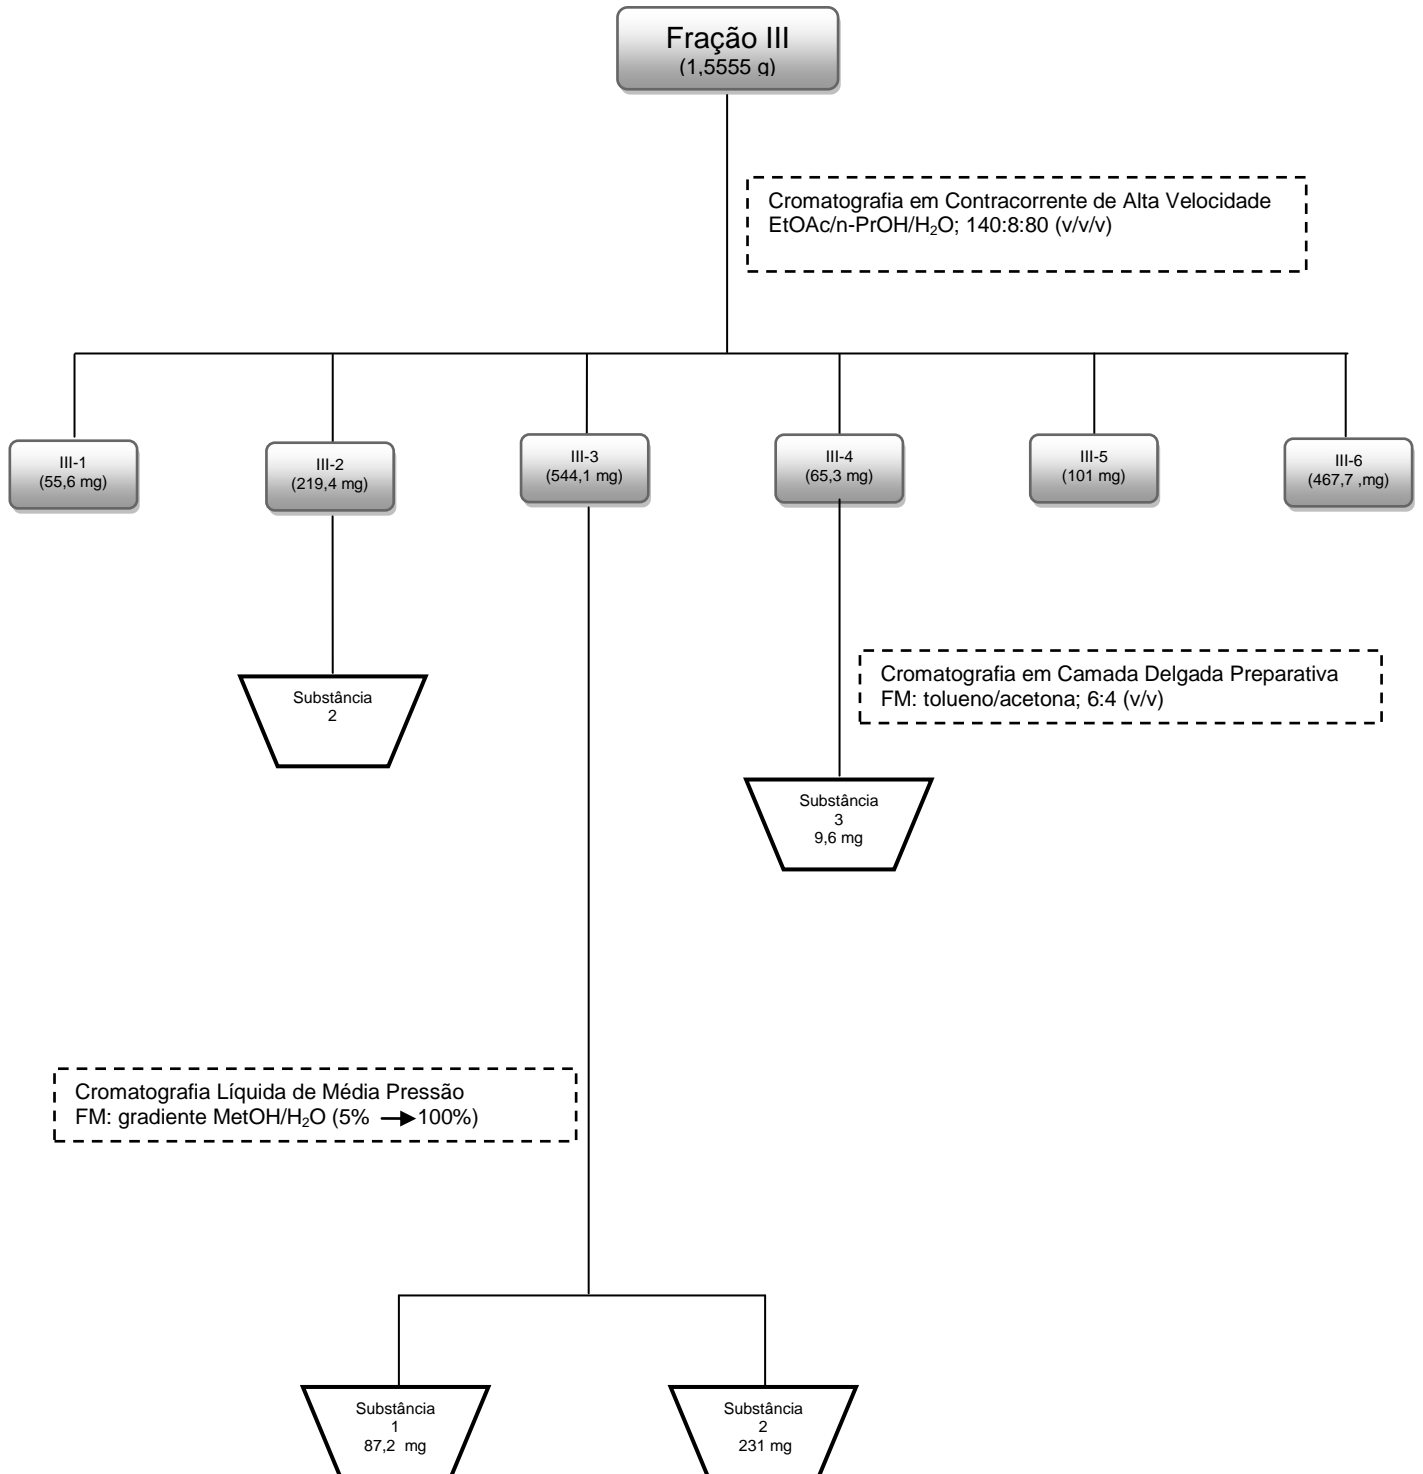 Fração III
(1,5555 g)
Cromatografia em Contracorrente de Alta Velocidade
EtOAc/n-PrOH/H₂O; 140:8:80 (v/v/v)
III-1
(55,6 mg)
III-2
(219,4 mg)
III-3
(544,1 mg)
III-4
(65,3 mg)
III-5
(101 mg)
III-6
(467,7 ,mg)
Substância
2
Cromatografia em Camada Delgada Preparativa
FM: tolueno/acetona; 6:4 (v/v)
Substância
3
9,6 mg
Cromatografia Líquida de Média Pressão
FM: gradiente MetOH/H₂O (5% → 100%)
Substância
1
87,2 mg
Substância
2
231 mg